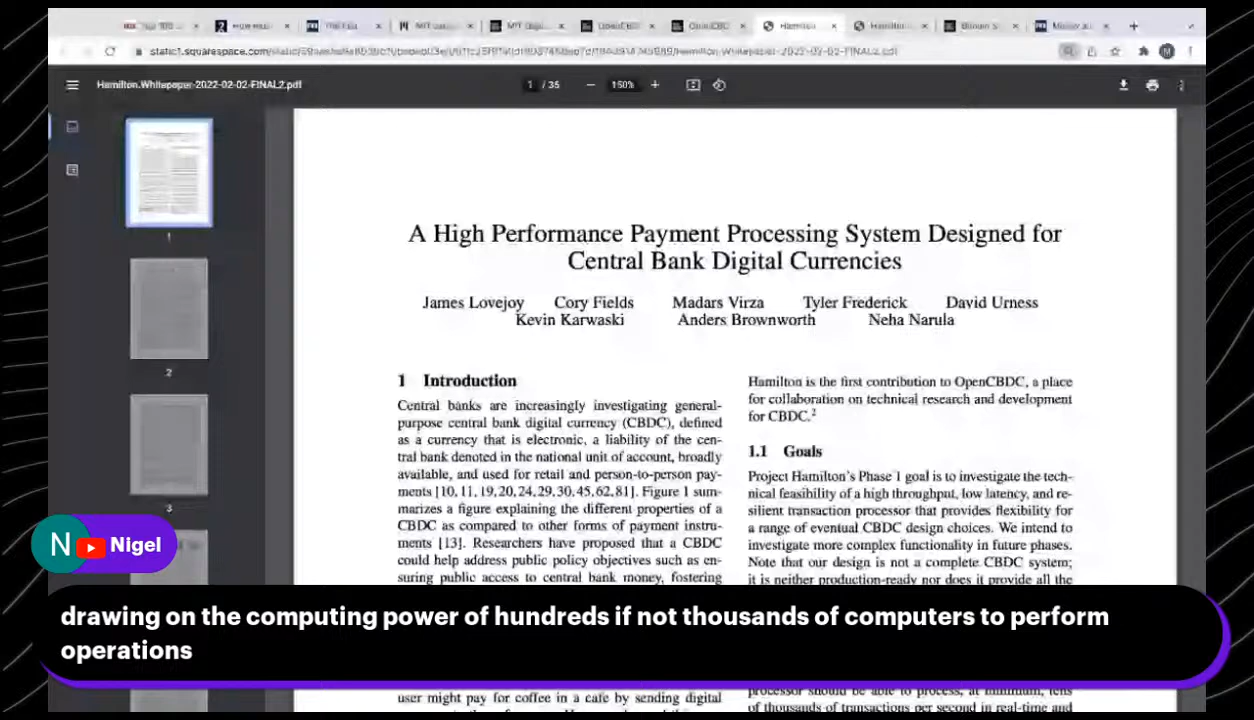 Hamilton
Hamilton.Whitepaper-2022-02-02-FINAL2.pdf
1 / 35
150%
A High Performance Payment Processing System Designed for
Central Bank Digital Currencies
James Lovejoy Cory Fields Madars Virza Tyler Frederick David Urness
Kevin Karwaski Anders Brownworth Neha Narula
1 Introduction
Central banks are increasingly investigating general-
purpose central bank digital currency (CBDC), defined
as a currency that is electronic, a liability of the cen-
tral bank denoted in the national unit of account, broadly
available, and used for retail and person-to-person pay-
ments [10, 11, 19, 20, 24, 29, 30, 45, 62, 81]. Figure 1 sum-
marizes a figure explaining the different properties of a
CBDC as compared to other forms of payment instru-
ments [13]. Researchers have proposed that a CBDC
could help address public policy objectives such as en-
suring public access to central bank money, fostering
user might pay for coffee in a cafe by sending digital
Hamilton is the first contribution to OpenCBDC, a place
for collaboration on technical research and development
for CBDC.2
1.1 Goals
Project Hamilton's Phase 1 goal is to investigate the tech-
nical feasibility of a high throughput, low latency, and re-
silient transaction processor that provides flexibility for
a range of eventual CBDC design choices. We intend to
investigate more complex functionality in future phases.
Note that our design is not a complete CBDC system;
it is neither production-ready nor does it provide all the
processor should be able to process, at minimum, tens
of thousands of transactions per second in real-time and
1
2
3
N Nigel
drawing on the computing power of hundreds if not thousands of computers to perform
operations